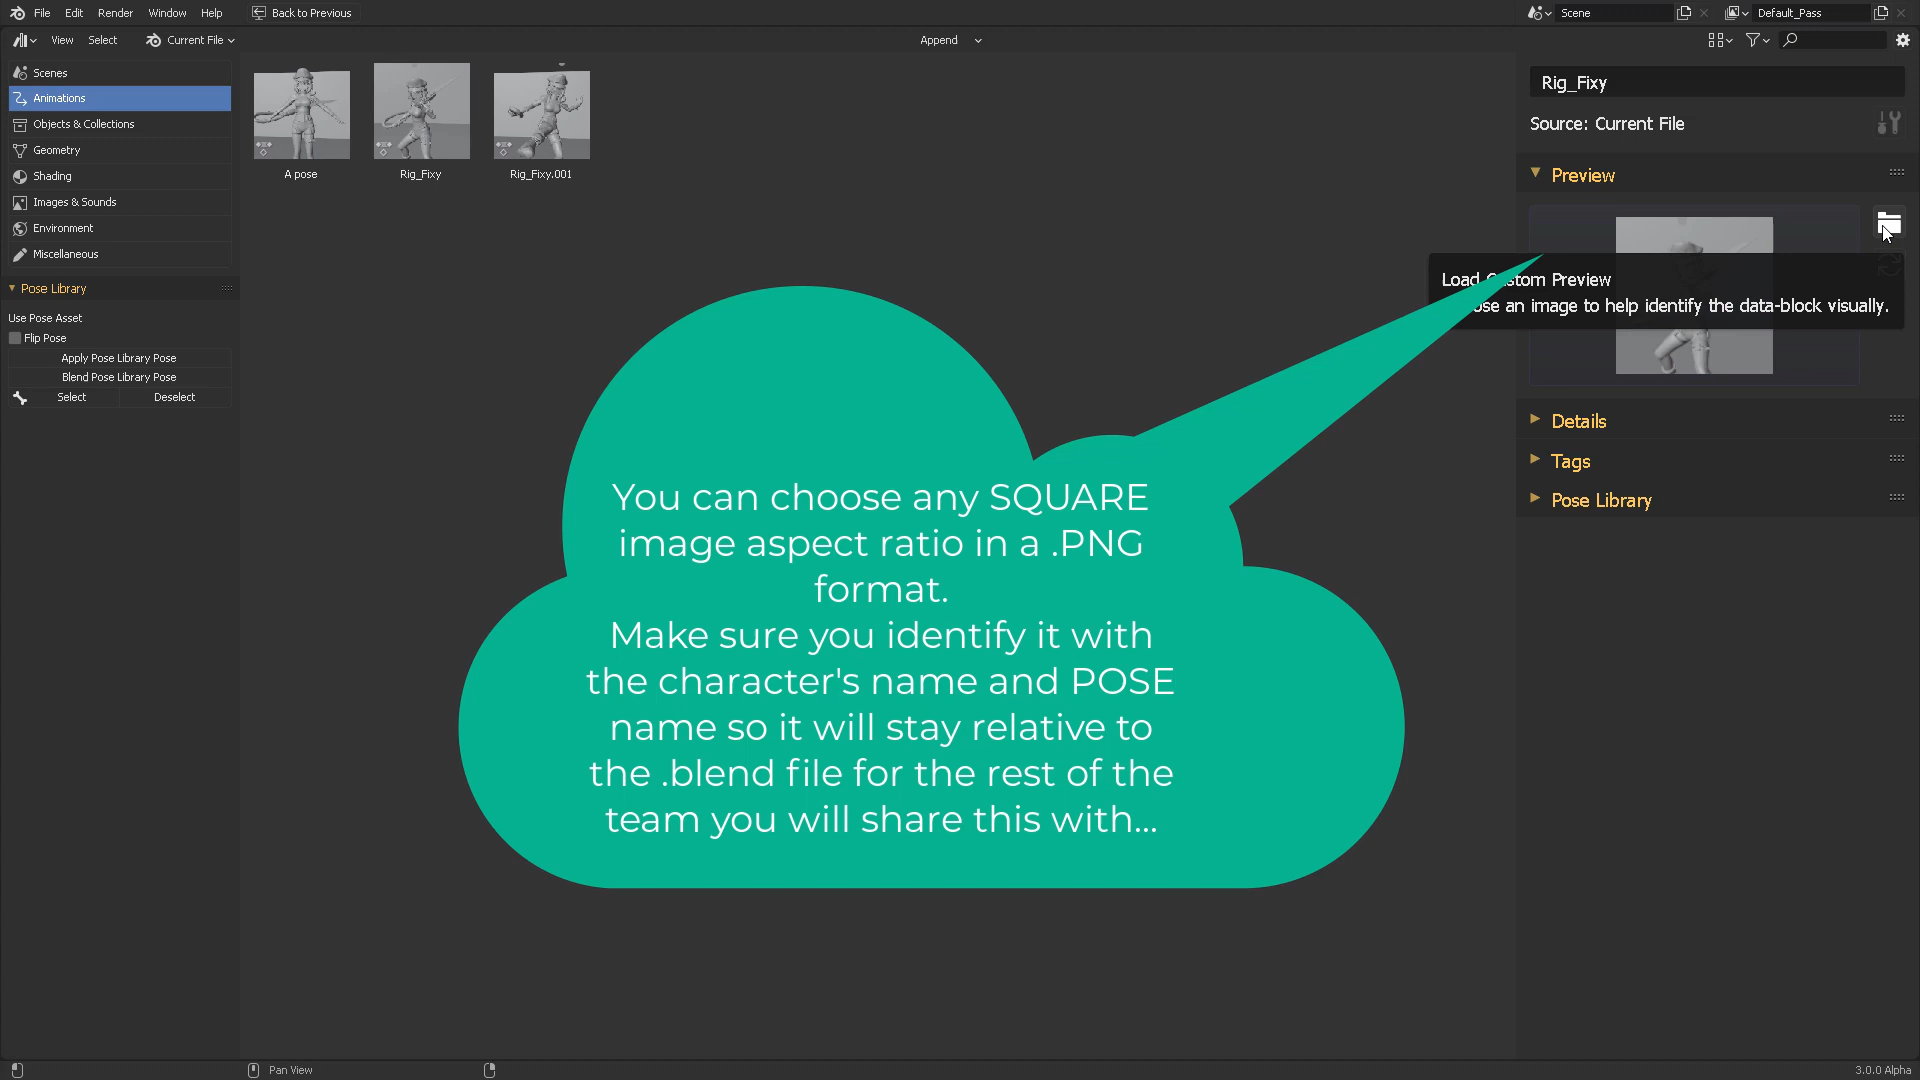 File Edit Render Window Help Back to Previous Scene Default_Pass
View Select Current File Append
Scenes
Animations
Objects & Collections
Geometry
Shading
Images & Sounds
Environment
Miscellaneous
Pose Library
Use Pose Asset
Flip Pose
Apply Pose Library Pose
Blend Pose Library Pose
Select Deselect
A pose Rig_Fixy Rig_Fixy.001
You can choose any SQUARE
image aspect ratio in a .PNG
format.
Make sure you identify it with
the character's name and POSE
name so it will stay relative to
the .blend file for the rest of the
team you will share this with...
Rig_Fixy
Source: Current File
Preview
Load Preview
an image to help identify the data-block visually.
Details
Tags
Pose Library
Pan View 3.0.0 Alpha